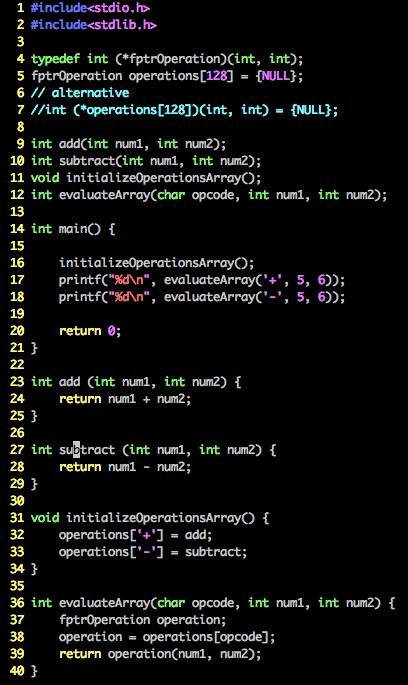 1 #include<stdio.h>
2 #include<stdlib.h>
3
4 typedef int (*fptrOperation)(int, int);
5 fptrOperation operations[128] = {NULL};
6 // alternative
7 //int (*operations[128])(int, int) = {NULL};
8
9 int add(int num1, int num2);
10 int subtract(int num1, int num2);
11 void initializeOperationsArray();
12 int evaluateArray(char opcode, int num1, int num2);
13
14 int main() {
15
16     initializeOperationsArray();
17     printf("%d\n", evaluateArray('+', 5, 6));
18     printf("%d\n", evaluateArray('-', 5, 6));
19
20     return 0;
21 }
22
23 int add (int num1, int num2) {
24     return num1 + num2;
25 }
26
27 int subtract (int num1, int num2) {
28     return num1 - num2;
29 }
30
31 void initializeOperationsArray() {
32     operations['+'] = add;
33     operations['-'] = subtract;
34 }
35
36 int evaluateArray(char opcode, int num1, int num2) {
37     fptrOperation operation;
38     operation = operations[opcode];
39     return operation(num1, num2);
40 }